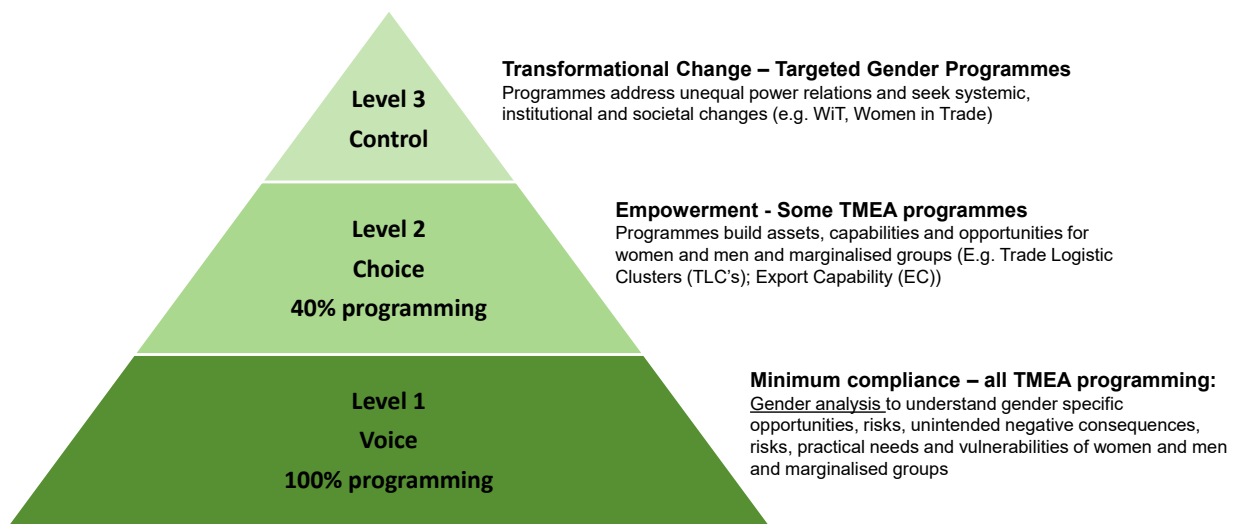 Level 3
Control
Transformational Change – Targeted Gender Programmes
Programmes address unequal power relations and seek systemic,
institutional and societal changes (e.g. WiT, Women in Trade)
Level 2
Choice
40% programming
Empowerment - Some TMEA programmes
Programmes build assets, capabilities and opportunities for
women and men and marginalised groups (E.g. Trade Logistic
Clusters (TLC's); Export Capability (EC))
Level 1
Voice
100% programming
Minimum compliance – all TMEA programming:
Gender analysis to understand gender specific
opportunities, risks, unintended negative consequences,
risks, practical needs and vulnerabilities of women and men
and marginalised groups